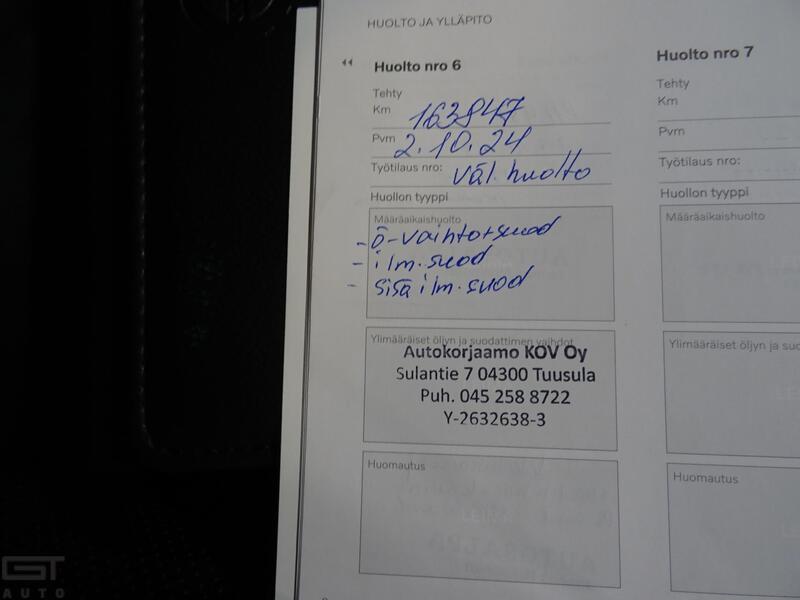 HUOLTO JA YLLÄPITO
Huolto nro 6
Tehty
Km 163847
Pvm 2.10.24
Työtilaus nro: väl. huolto
Huollon tyyppi
Määräaikaishuolto
- ö-vaihto+suod
- ilm.suod
- sisä ilm.suod
Ylimääräiset öljyn ja suodattimen vaihdot
Autokorjaamo KOV Oy
Sulantie 7 04300 Tuusula
Puh. 045 258 8722
Y-2632638-3
Huomautus
Huolto nro 7
Tehty
Km
Pvm
Työtilaus nro:
Huollon tyyppi
Määräaikaishuolto
Ylimääräiset öljyn ja suo
Huomautus
GT
AUTO